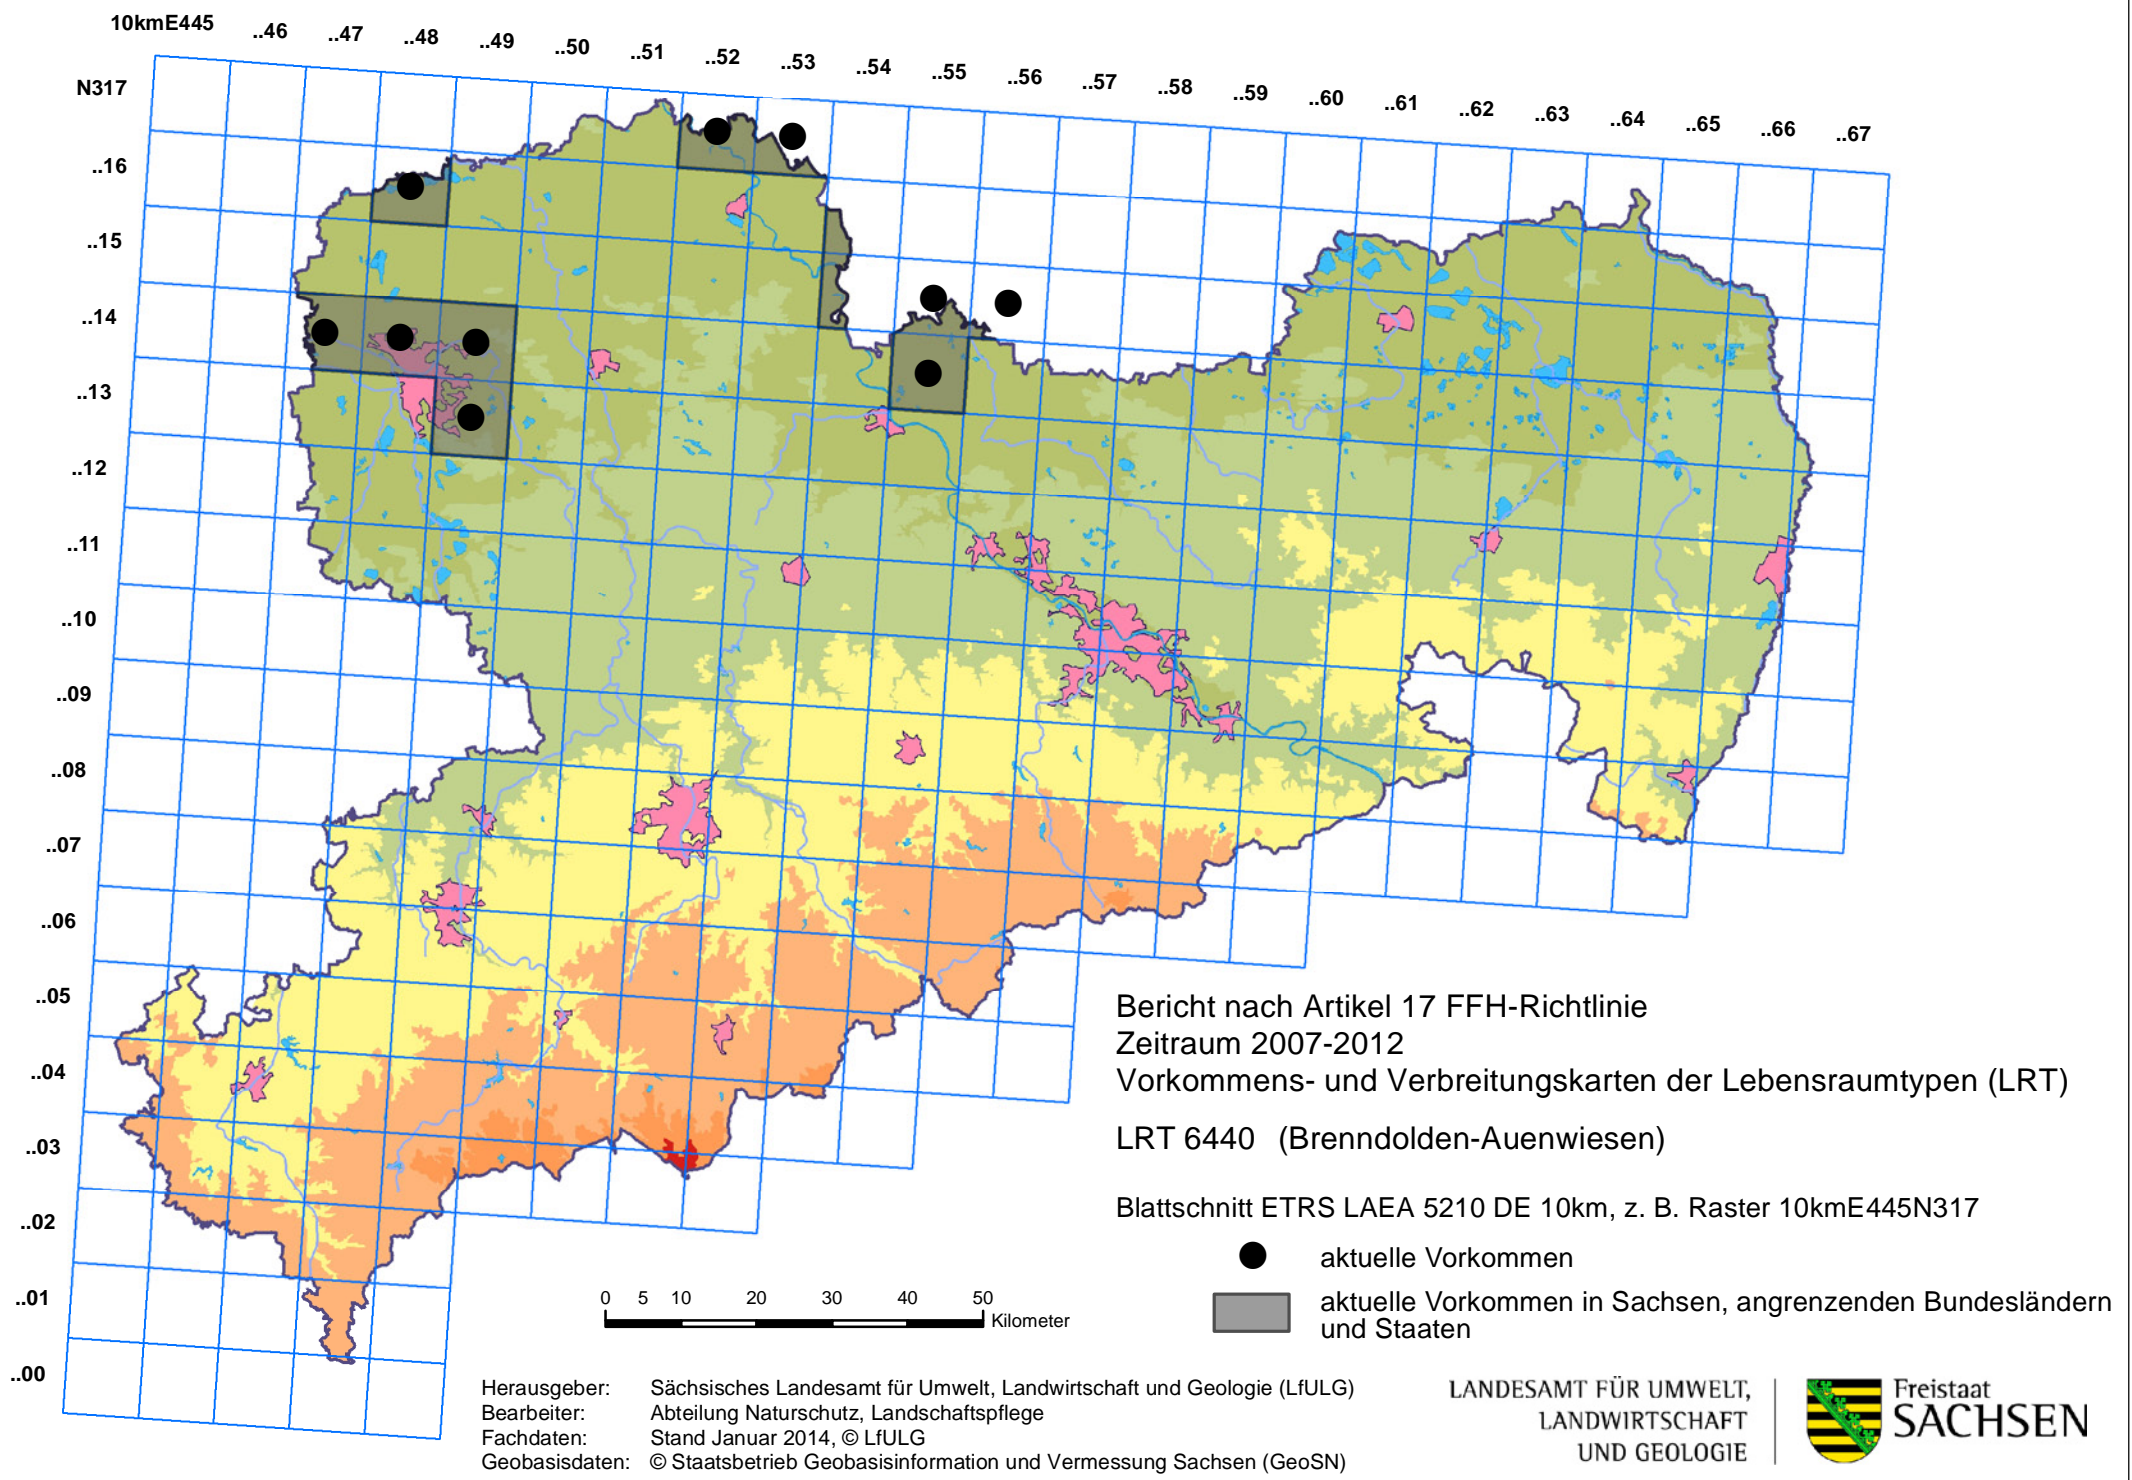 10kmE445 ..46 ..47 ..48 ..49 ..50 ..51 ..52 ..53 ..54 ..55 ..56 ..57 ..58 ..59 ..60 ..61 ..62 ..63 ..64 ..65 ..66 ..67
N317
..16
..15
..14
..13
..12
..11
..10
..09
..08
..07
..06
..05
..04
..03
..02
..01
..00
Bericht nach Artikel 17 FFH-Richtlinie
Zeitraum 2007-2012
Vorkommens- und Verbreitungskarten der Lebensraumtypen (LRT)
LRT 6440 (Brenndolden-Auenwiesen)
Blattschnitt ETRS LAEA 5210 DE 10km, z. B. Raster 10kmE445N317
aktuelle Vorkommen
aktuelle Vorkommen in Sachsen, angrenzenden Bundesländern
und Staaten
0 5 10 20 30 40 50
Kilometer
Herausgeber: Sächsisches Landesamt für Umwelt, Landwirtschaft und Geologie (LfULG)
Bearbeiter: Abteilung Naturschutz, Landschaftspflege
Fachdaten: Stand Januar 2014, © LfULG
Geobasisdaten: © Staatsbetrieb Geobasisinformation und Vermessung Sachsen (GeoSN)
LANDESAMT FÜR UMWELT,
LANDWIRTSCHAFT
UND GEOLOGIE
Freistaat
SACHSEN